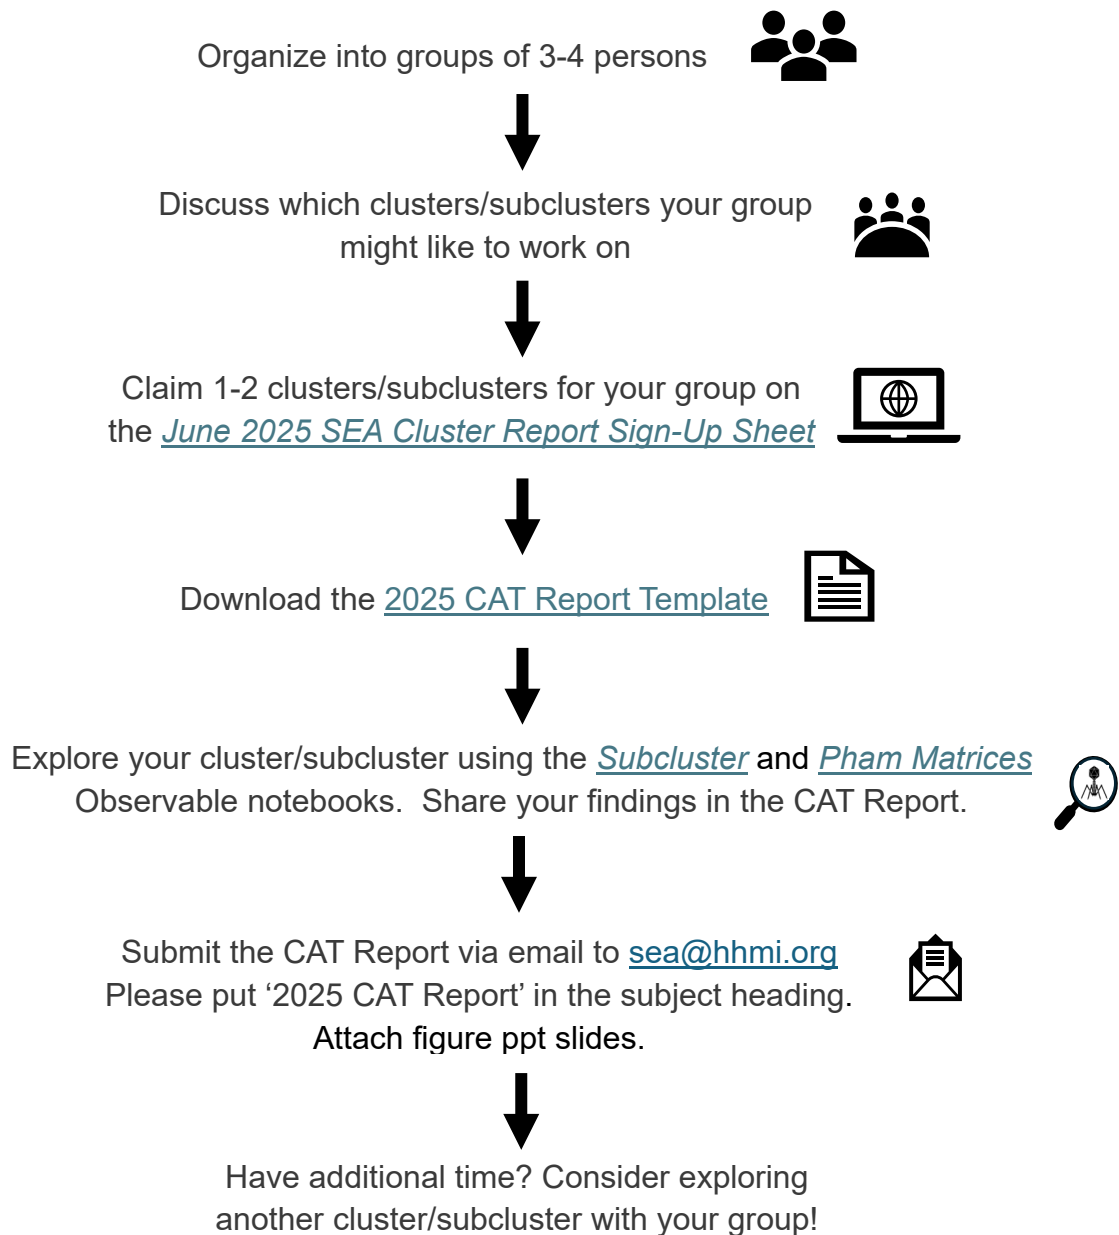 Organize into groups of 3-4 persons
Discuss which clusters/subclusters your group
might like to work on
Claim 1-2 clusters/subclusters for your group on
the June 2025 SEA Cluster Report Sign-Up Sheet
Download the 2025 CAT Report Template
Explore your cluster/subcluster using the Subcluster and Pham Matrices
Observable notebooks.  Share your findings in the CAT Report.
Submit the CAT Report via email to sea@hhmi.org
Please put ‘2025 CAT Report’ in the subject heading.
Attach figure ppt slides.
Have additional time? Consider exploring
another cluster/subcluster with your group!